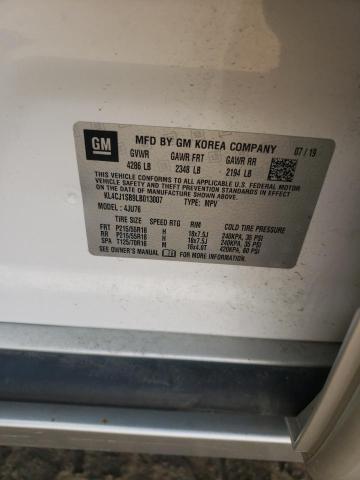 GM
MFD BY GM KOREA COMPANY 07/19
GVWR GAWR FRT GAWR RR
4286 LB 2348 LB 2194 LB
THIS VEHICLE CONFORMS TO ALL APPLICABLE U.S. FEDERAL MOTOR
VEHICLE SAFETY, BUMPER, AND THEFT PREVENTION STANDARDS IN
EFFECT ON THE DATE OF MANUFACTURE SHOWN ABOVE.
KL4CJ1SB9LB013007 TYPE: MPV
MODEL : 4JU76
TIRE SIZE SPEED RTG RIM COLD TIRE PRESSURE
FRT P215/55R18 H 18x7.5J 240KPA, 35 PSI
RR P215/55R18 H 18x7.5J 240KPA, 35 PSI
SPA T125/70R16 M 16x4.0T 420KPA, 60 PSI
SEE OWNER'S MANUAL FOR MORE INFORMATION.